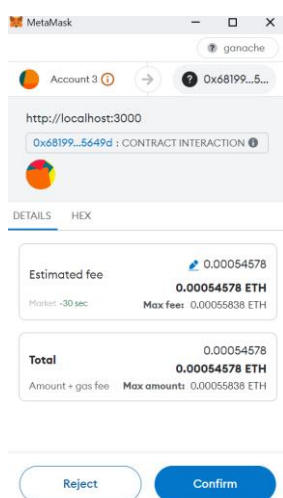 MetaMask
ganache
Account 3
0x68199...5...
http://localhost:3000
0x68199...5649d : CONTRACT INTERACTION
DETAILS HEX
0.00054578
Estimated fee
0.00054578 ETH
Market ~30 sec Max fee: 0.00055838 ETH
0.00054578
Total
0.00054578 ETH
Amount + gas fee Max amount: 0.00055838 ETH
Reject Confirm